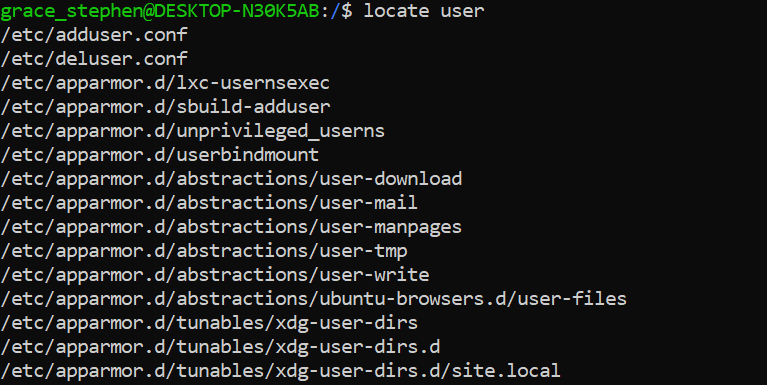 grace_stephen@DESKTOP-N30K5AB:/$ locate user
/etc/adduser.conf
/etc/deluser.conf
/etc/apparmor.d/lxc-usernsexec
/etc/apparmor.d/sbuild-adduser
/etc/apparmor.d/unprivileged_userns
/etc/apparmor.d/userbindmount
/etc/apparmor.d/abstractions/user-download
/etc/apparmor.d/abstractions/user-mail
/etc/apparmor.d/abstractions/user-manpages
/etc/apparmor.d/abstractions/user-tmp
/etc/apparmor.d/abstractions/user-write
/etc/apparmor.d/abstractions/ubuntu-browsers.d/user-files
/etc/apparmor.d/tunables/xdg-user-dirs
/etc/apparmor.d/tunables/xdg-user-dirs.d
/etc/apparmor.d/tunables/xdg-user-dirs.d/site.local